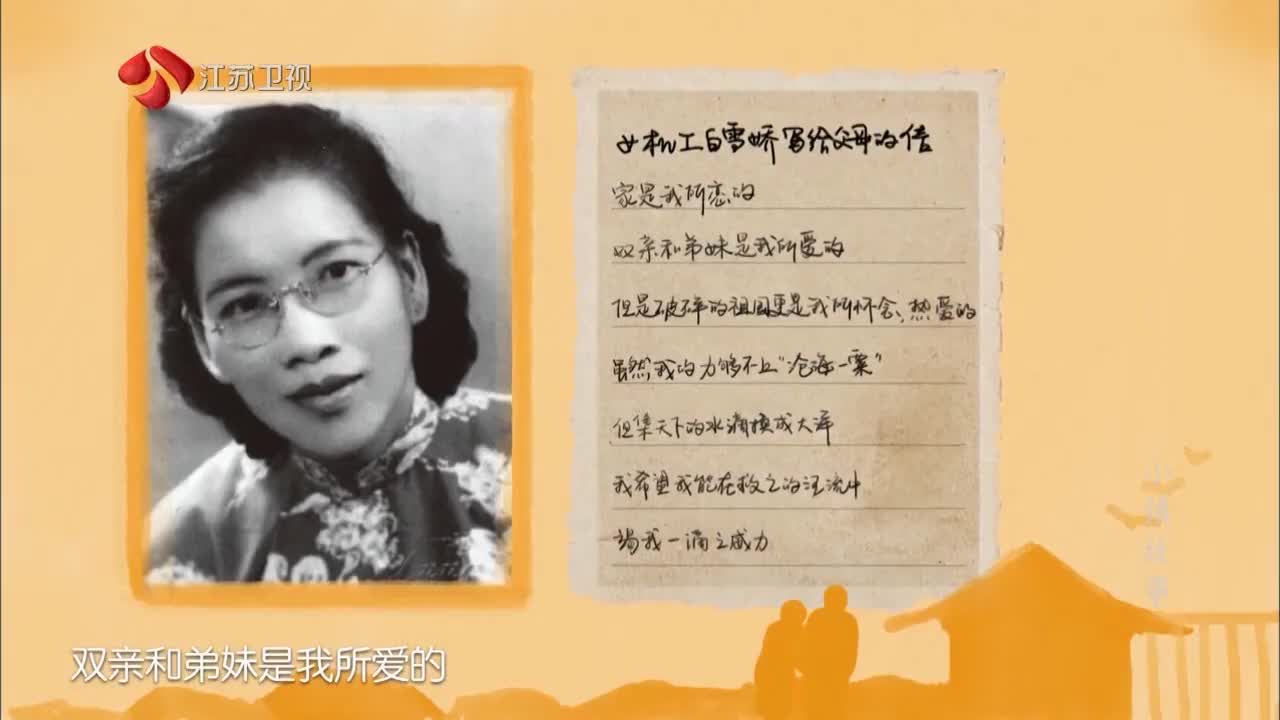 江苏卫视
女机工白雪娇写给父母的信
家是我所恋的
双亲和弟妹是我所爱的
但是破碎的祖国更是我所怀念、热爱的
虽然我的力够不上“沧海一粟”
但集天下的水滴换成大洋
我希望我能在救亡的汪流中
竭我一滴之威力
双亲和弟妹是我所爱的